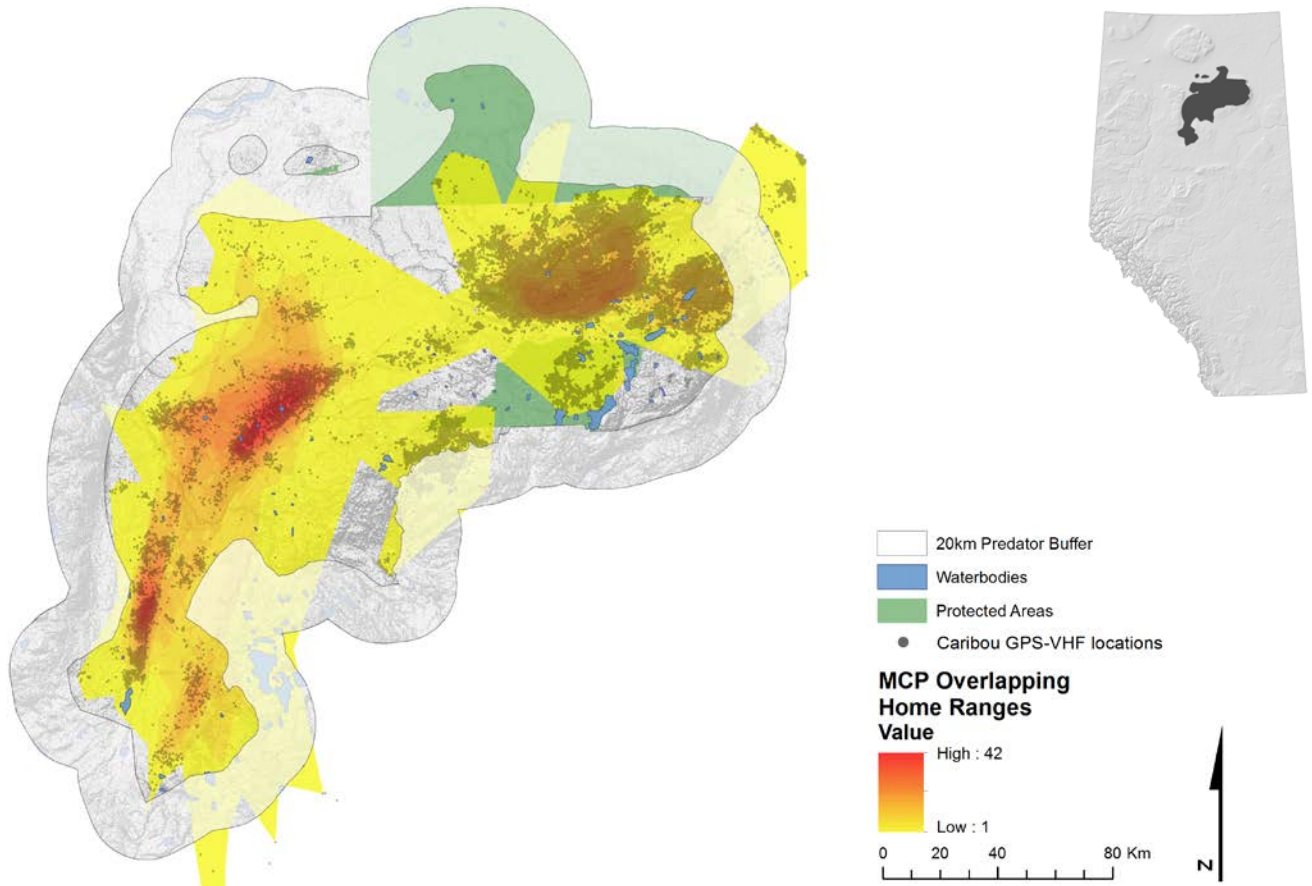 20km Predator Buffer
Waterbodies
Protected Areas
Caribou GPS-VHF locations
MCP Overlapping
Home Ranges
Value
High : 42
Low : 1
0 20 40 80 Km
N